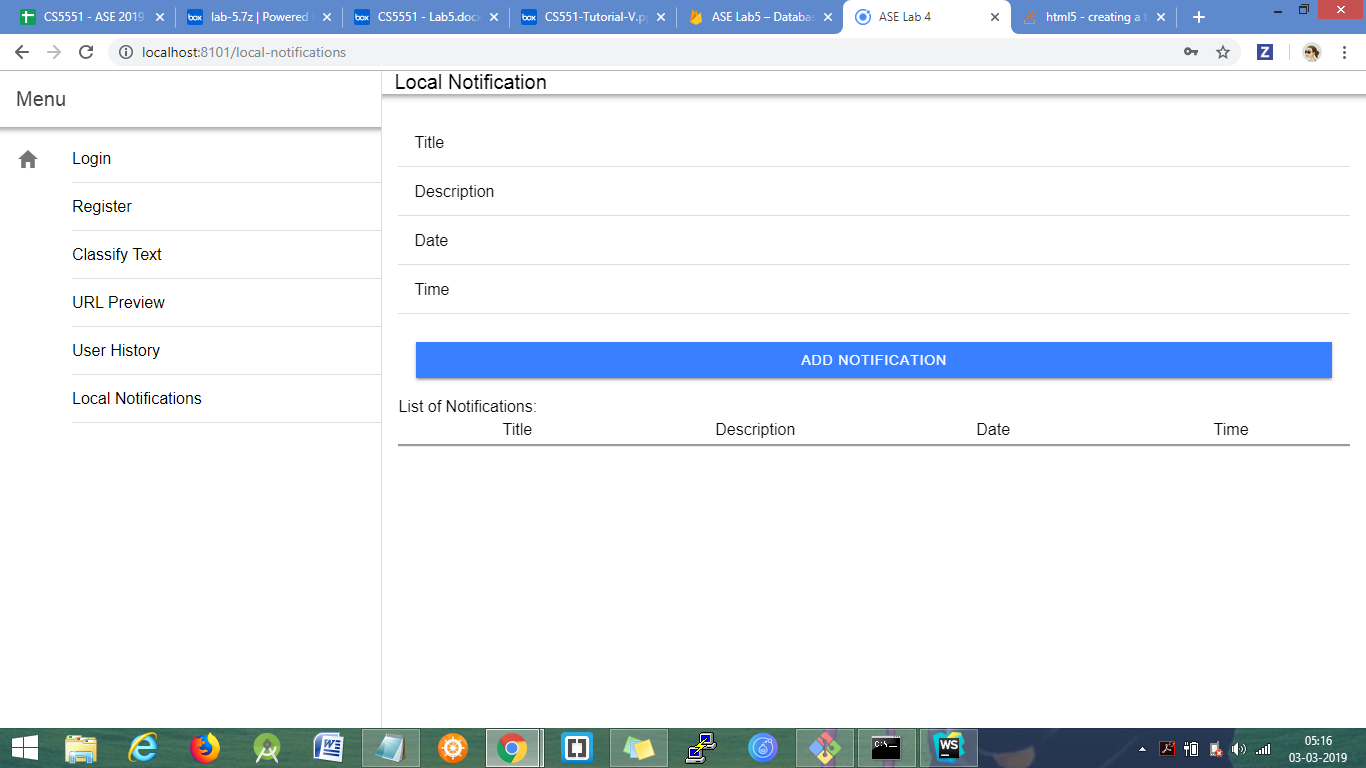 CS5551 - ASE 2019
lab-5.7z | Powered
CS5551 - Lab5.docx
CS551-Tutorial-V.p
ASE Lab5 – Databa
ASE Lab 4
html5 - creating a t
localhost:8101/local-notifications
Z
Menu
Local Notification
Login
Register
Classify Text
URL Preview
User History
Local Notifications
Title
Description
Date
Time
ADD NOTIFICATION
List of Notifications:
Title Description Date Time
05:16
03-03-2019